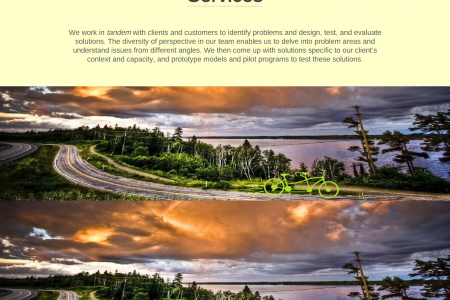 Services
We work in tandem with clients and customers to identify problems and design, test, and evaluate
solutions. The diversity of perspective in our team enables us to delve into problem areas and
understand issues from different angles. We then come up with solutions specific to our client's
context and capacity, and prototype models and pilot programs to test these solutions.